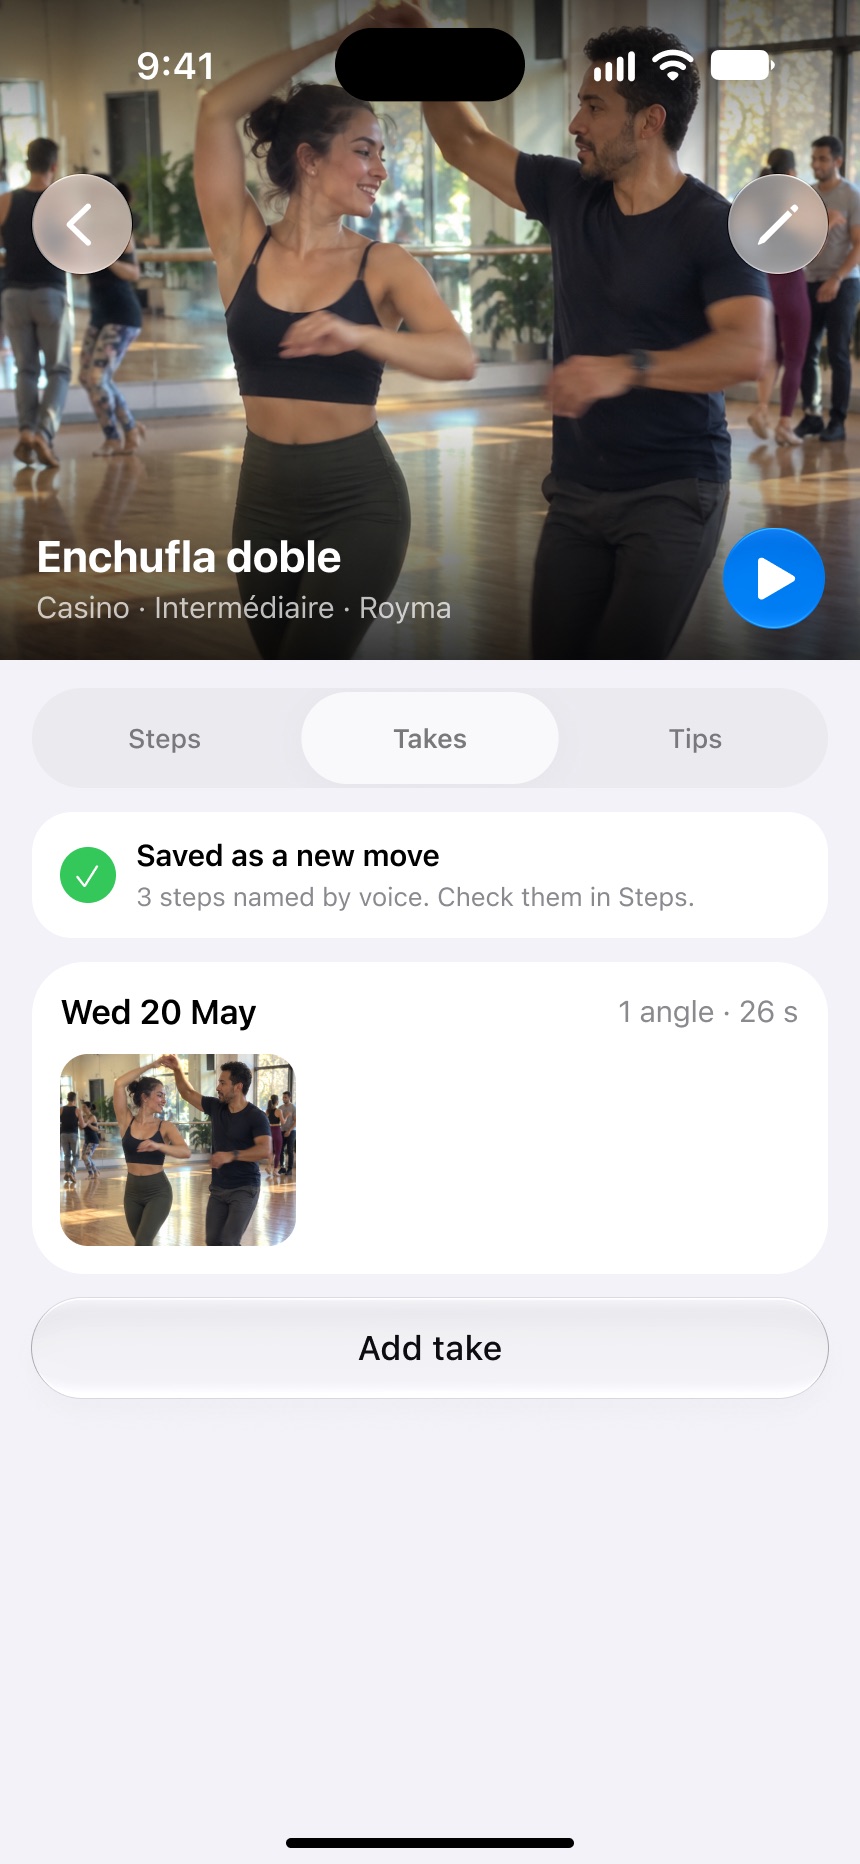 9:41
Enchufla doble
Casino · Intermédiaire · Royma
Steps
Takes
Tips
Saved as a new move
3 steps named by voice. Check them in Steps.
Wed 20 May
1 angle · 26 s
Add take